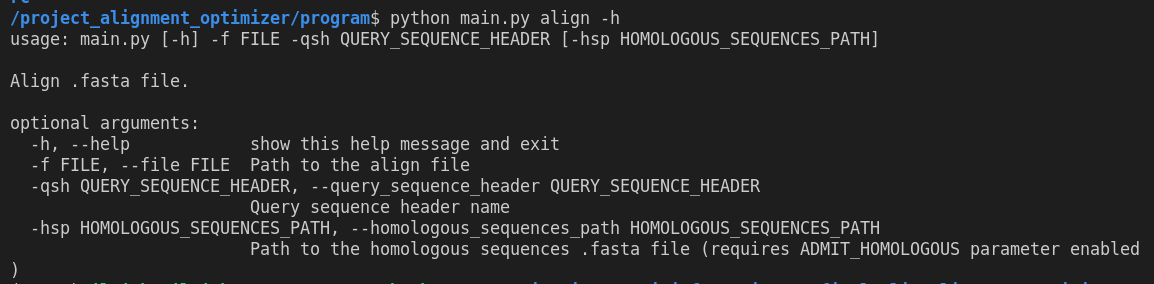 /project_alignment_optimizer/program$ python main.py align -h
usage: main.py [-h] -f FILE -qsh QUERY_SEQUENCE_HEADER [-hsp HOMOLOGOUS_SEQUENCES_PATH]
Align .fasta file.
optional arguments:
-h, --help show this help message and exit
-f FILE, --file FILE Path to the align file
-qsh QUERY_SEQUENCE_HEADER, --query_sequence_header QUERY_SEQUENCE_HEADER
Query sequence header name
-hsp HOMOLOGOUS_SEQUENCES_PATH, --homologous_sequences_path HOMOLOGOUS_SEQUENCES_PATH
Path to the homologous sequences .fasta file (requires ADMIT_HOMOLOGOUS parameter enabled
)